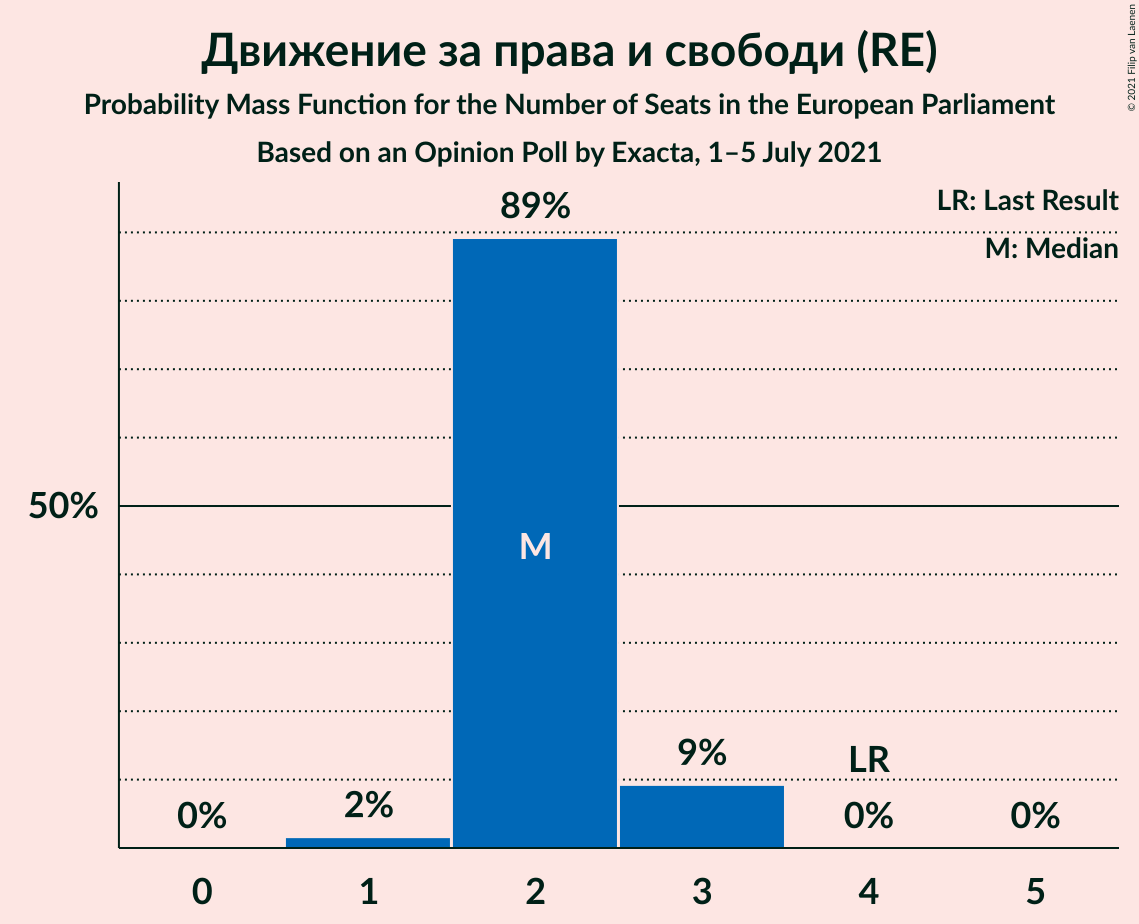 Движение за права и свободи (RE)
Probability Mass Function for the Number of Seats in the European Parliament
Based on an Opinion Poll by Exacta, 1–5 July 2021
© 2021 Filip van Laenen
LR: Last Result
M: Median
89%
50%
M
9%
LR
2%
0%
0%
0%
0 1 2 3 4 5